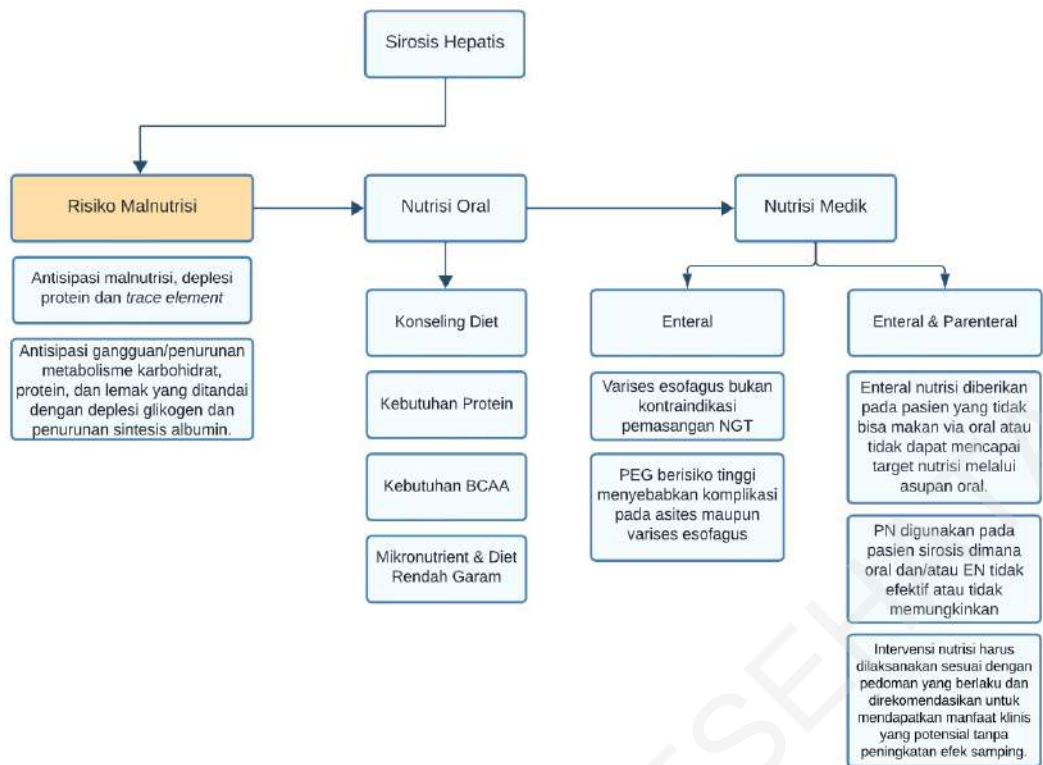 Sirosis Hepatis
Risiko Malnutrisi
Nutrisi Oral
Nutrisi Medik
Antisipasi malnutrisi, deplesi
protein dan trace element
Antisipasi gangguan/penurunan
metabolisme karbohidrat,
protein, dan lemak yang ditandai
dengan deplesi glikogen dan
penurunan sintesis albumin.
Konseling Diet
Kebutuhan Protein
Kebutuhan BCAA
Mikronutrient & Diet
Rendah Garam
Enteral
Varises esofagus bukan
kontraindikasi
pemasangan NGT
PEG berisiko tinggi
menyebabkan komplikasi
pada asites maupun
varises esofagus
Enteral & Parenteral
Enteral nutrisi diberikan
pada pasien yang tidak
bisa makan via oral atau
tidak dapat mencapai
target nutrisi melalui
asupan oral.
PN digunakan pada
pasien sirosis dimana
oral dan/atau EN tidak
efektif atau tidak
memungkinkan
Intervensi nutrisi harus
dilaksanakan sesuai dengan
pedoman yang berlaku dan
direkomendasikan untuk
mendapatkan manfaat klinis
yang potensial tanpa
peningkatan efek samping.